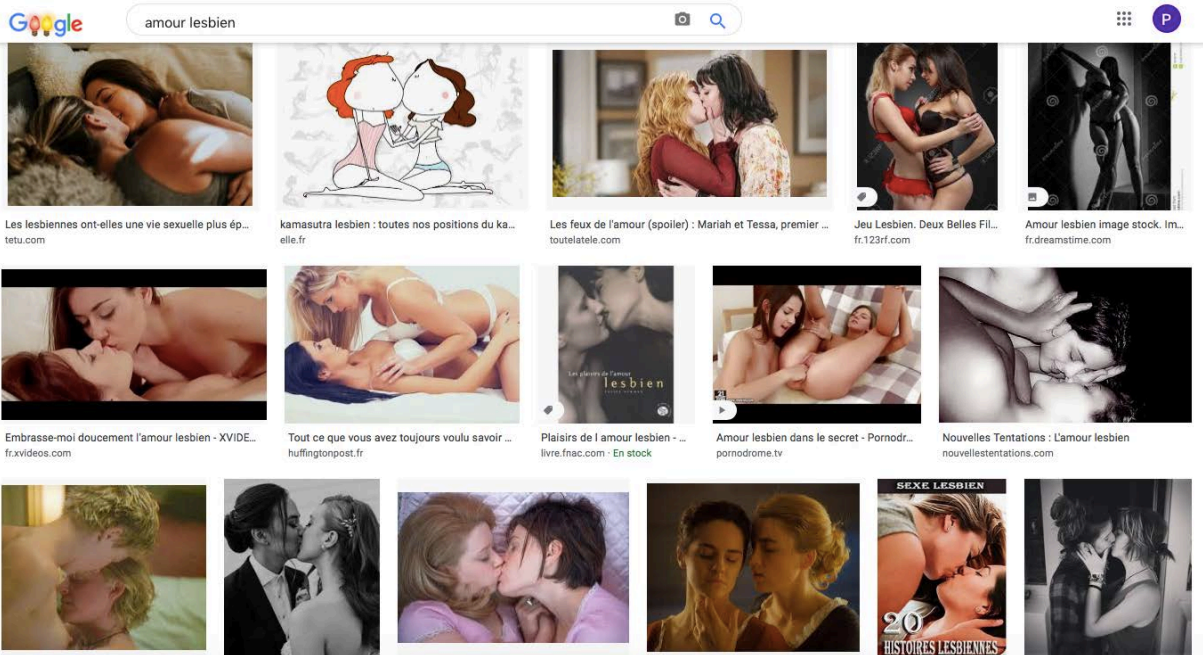 Google
amour lesbien
P
Les lesbiennes ont-elles une vie sexuelle plus ép...
tetu.com
kamasutra lesbien : toutes nos positions du ka...
elle.fr
Les feux de l'amour (spoiler) : Mariah et Tessa, premier ...
toutelatele.com
Jeu Lesbien. Deux Belles Fil...
fr.123rf.com
Amour lesbien image stock. Im...
fr.dreamstime.com
Les plaisirs de l'amour
lesbien
Embrasse-moi doucement l'amour lesbien - XVIDE...
fr.xvideos.com
Tout ce que vous avez toujours voulu savoir ...
huffingtonpost.fr
Plaisirs de l amour lesbien - ...
livre.fnac.com · En stock
Amour lesbien dans le secret - Pornodr...
pornodrome.tv
Nouvelles Tentations : L'amour lesbien
nouvellestentations.com
SEXE LESBIEN
20
HISTOIRES LESBIENNES